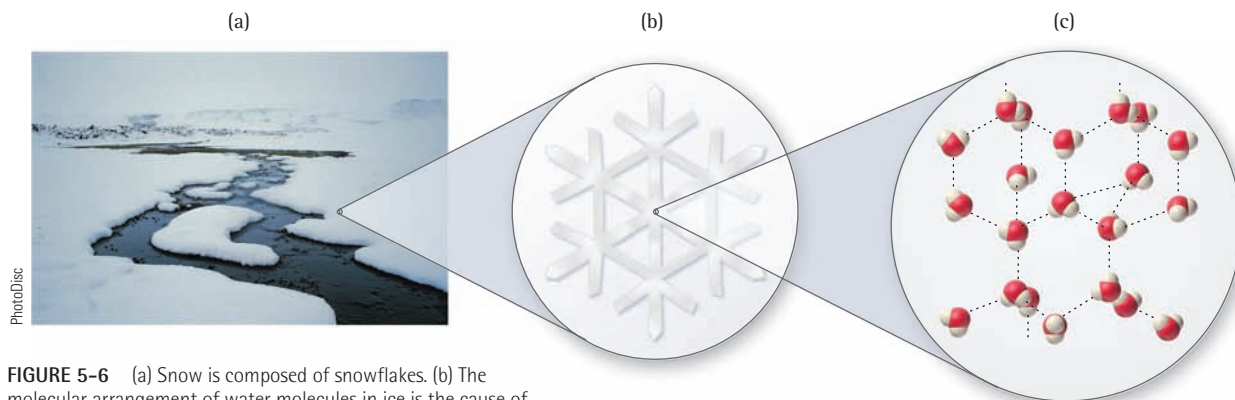 (a)
(b)
(c)
PhotoDisc
FIGURE 5-6 (a) Snow is composed of snowflakes. (b) The
molecular arrangement of water molecules in ice is the cause of